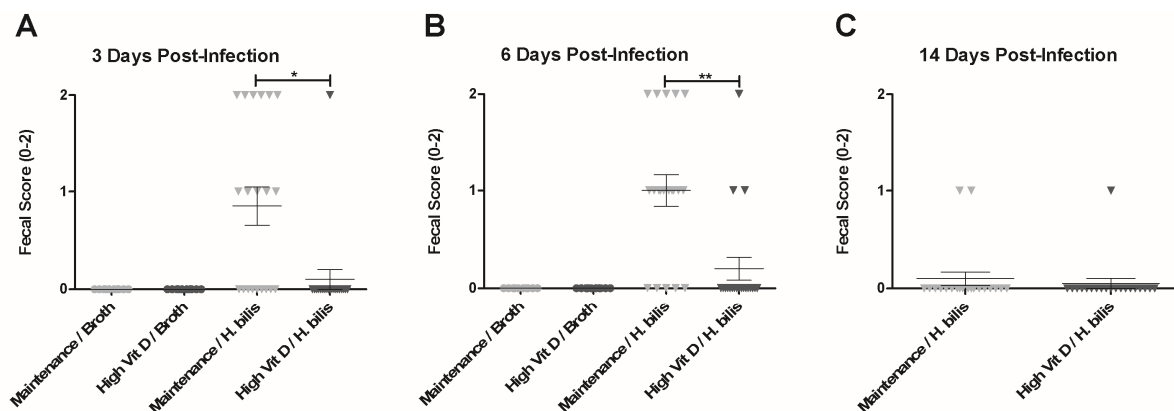 A
3 Days Post-Infection
*
Fecal Score (0-2)
2
1
0
Maintenance / Broth
High Vit D / Broth
Maintenance / H. bilis
High Vit D / H. bilis
B
6 Days Post-Infection
**
Fecal Score (0-2)
2
1
0
Maintenance / Broth
High Vit D / Broth
Maintenance / H. bilis
High Vit D / H. bilis
C
14 Days Post-Infection
Fecal Score (0-2)
2
1
0
Maintenance / H. bilis
High Vit D / H. bilis